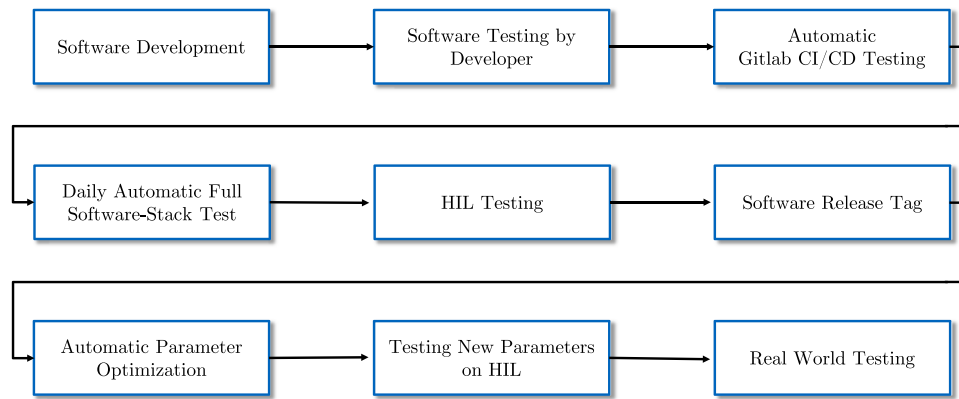 Software Development
Software Testing by
Developer
Automatic
Gitlab CI/CD Testing
Daily Automatic Full
Software-Stack Test
HIL Testing
Software Release Tag
Automatic Parameter
Optimization
Testing New Parameters
on HIL
Real World Testing